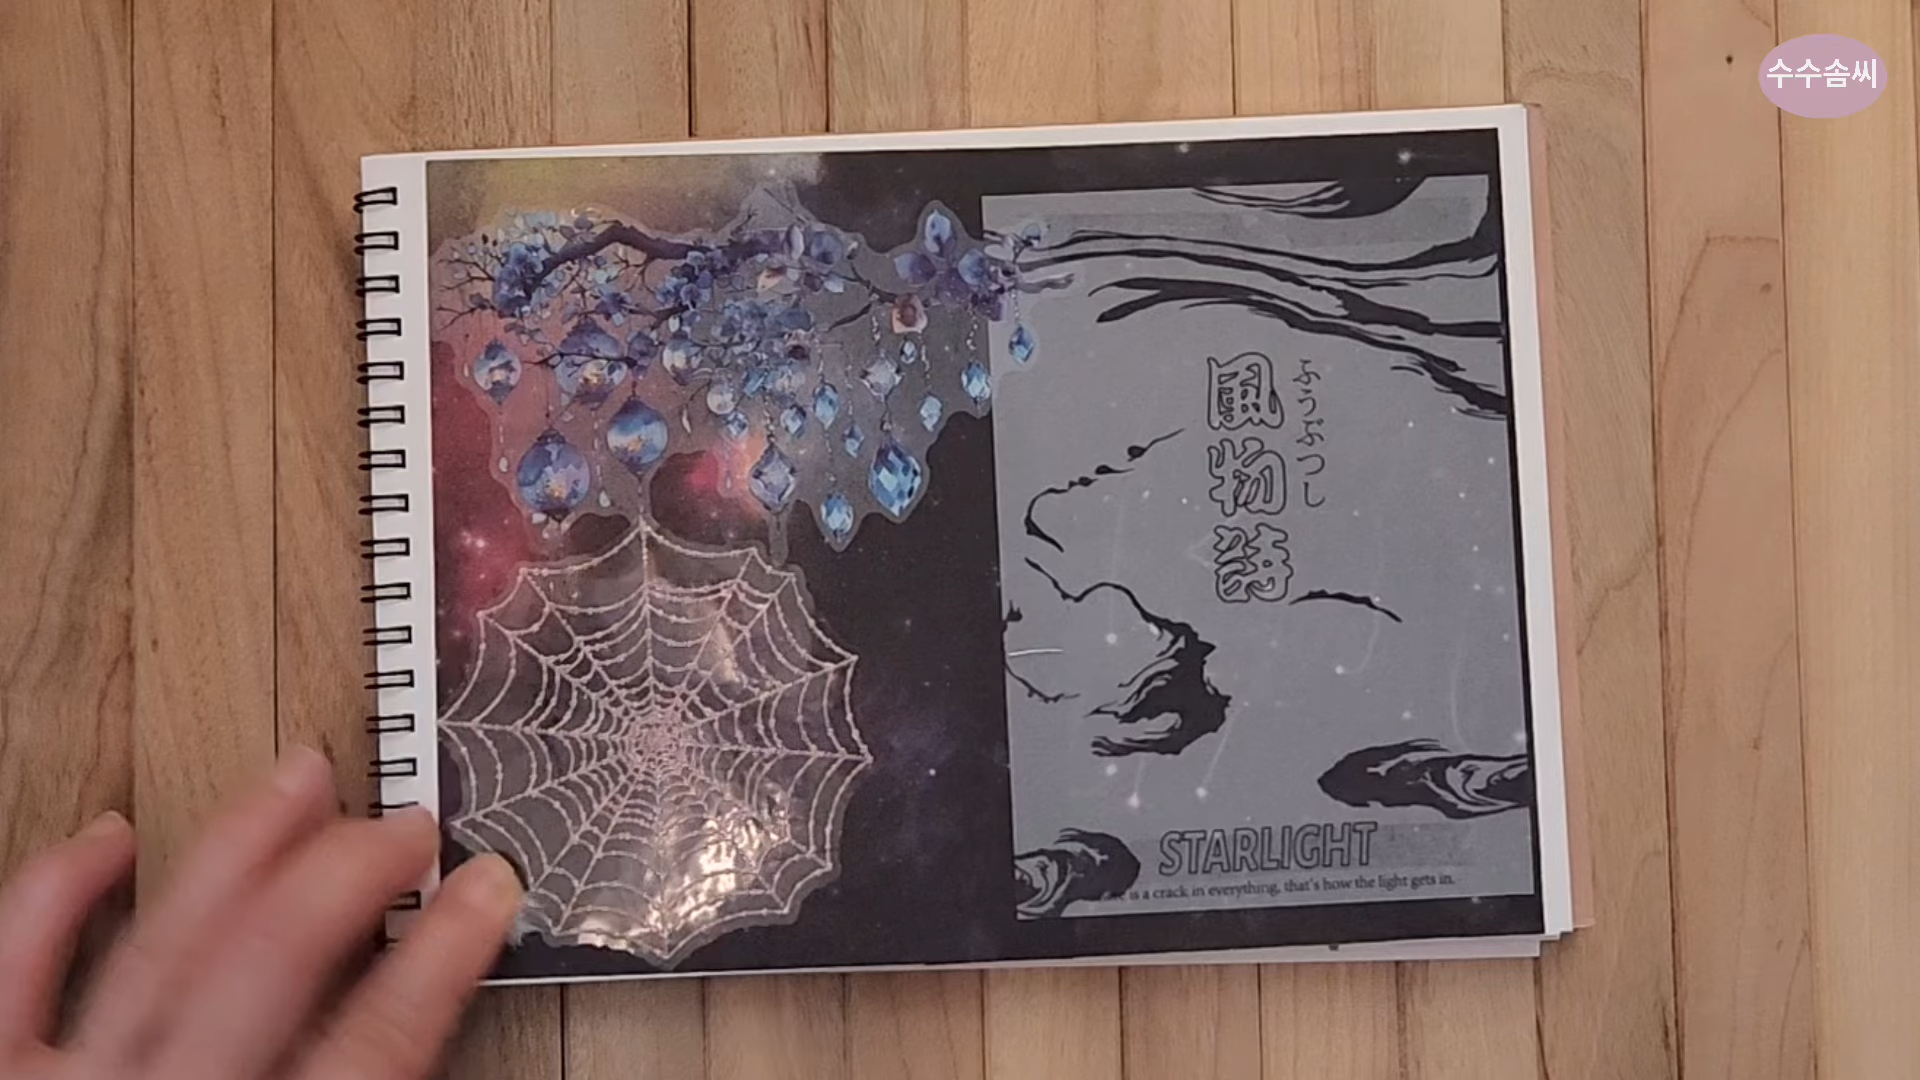 수수솜씨
風物詩
ふうぶつし
STARLIGHT
is a crack in everything, that's how the light gets in.